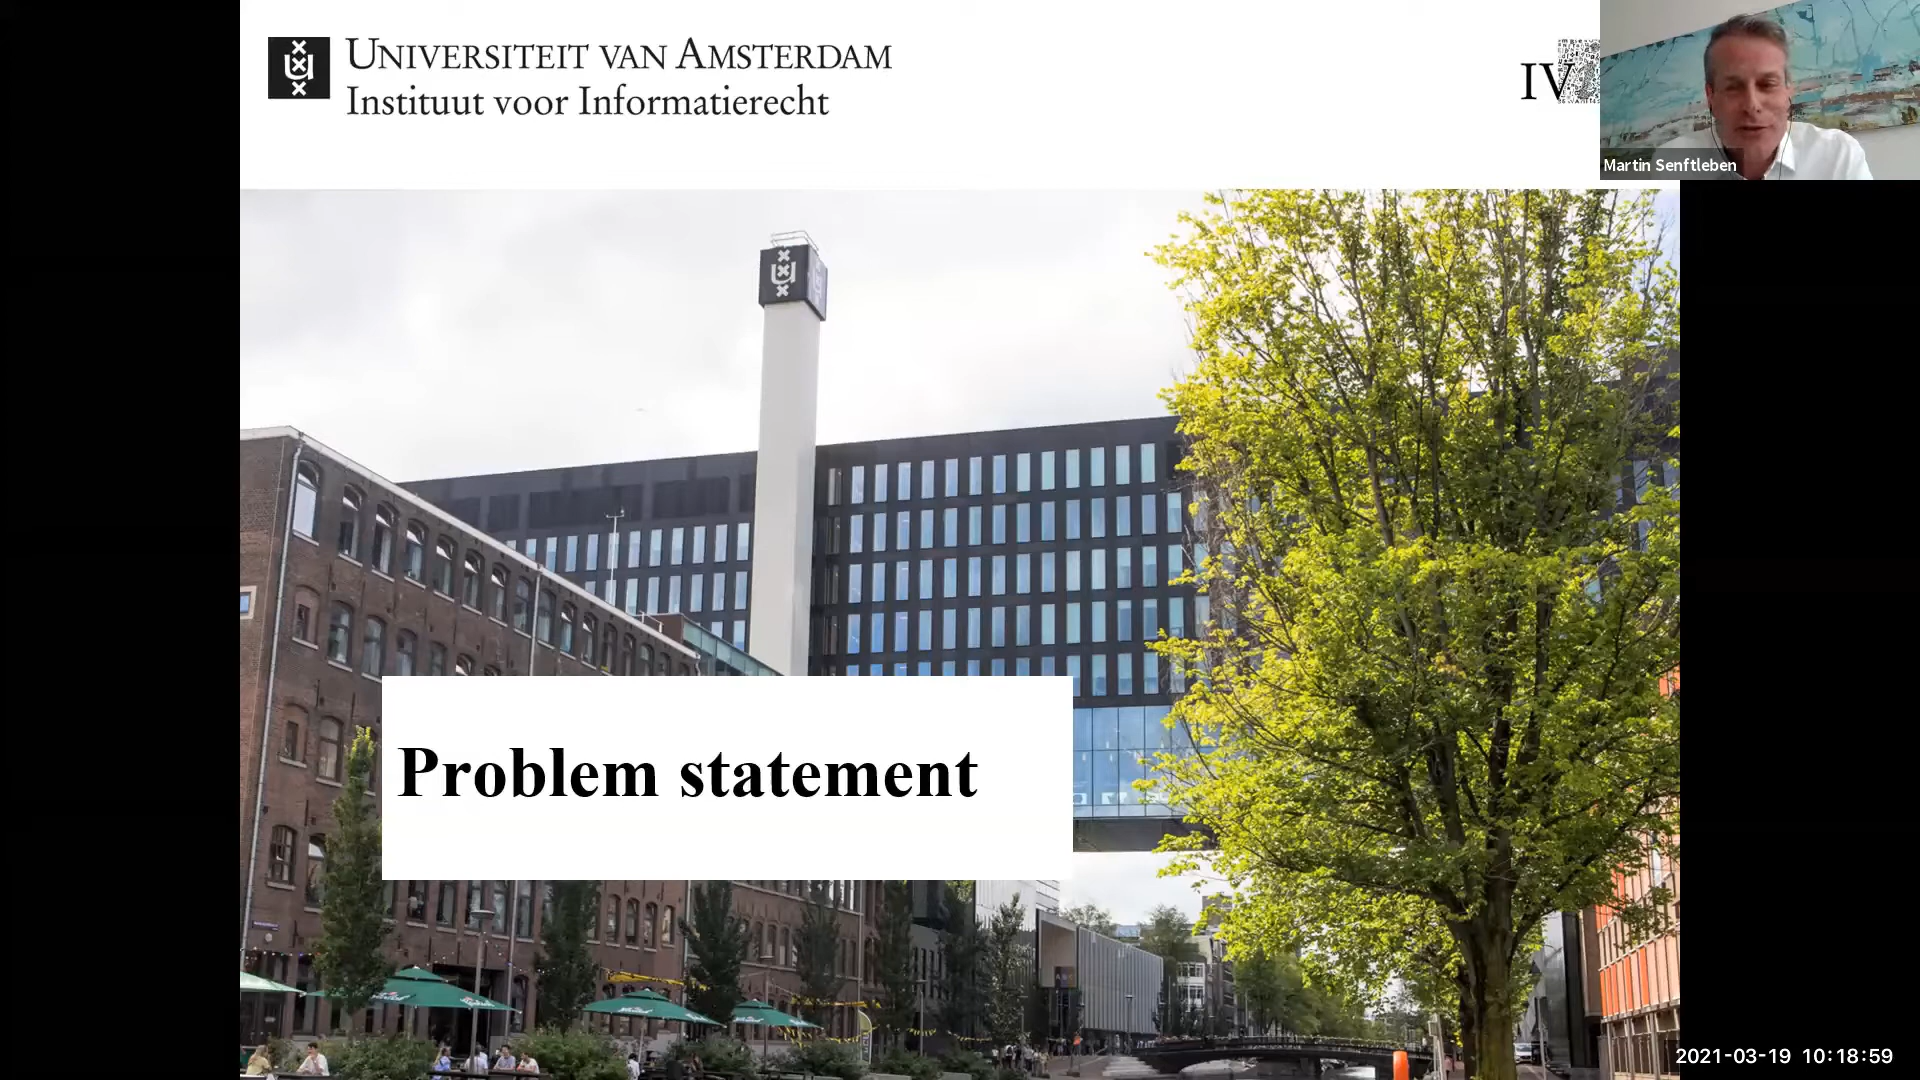 UNIVERSITEIT VAN AMSTERDAM
Instituut voor Informatierecht
IV
Martin Senftleben
Problem statement
2021-03-19 10:18:59